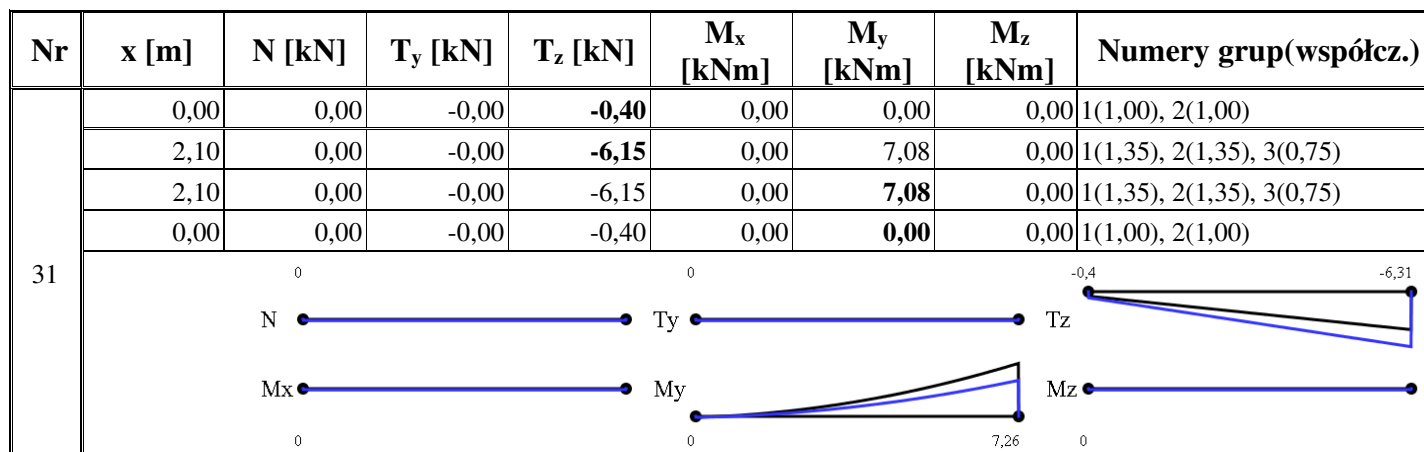 Nr x [m] N [kN] Ty [kN] Tz [kN] Mx [kNm] My [kNm] Mz [kNm] Numery grup(współcz.)
31
0,00 0,00 -0,00 -0,40 0,00 0,00 0,00 1(1,00), 2(1,00)
2,10 0,00 -0,00 -6,15 0,00 7,08 0,00 1(1,35), 2(1,35), 3(0,75)
2,10 0,00 -0,00 -6,15 0,00 7,08 0,00 1(1,35), 2(1,35), 3(0,75)
0,00 0,00 -0,00 -0,40 0,00 0,00 0,00 1(1,00), 2(1,00)
0 0 -0,4 -6,31
N Ty Tz
Mx My Mz
0 0 7,26 0